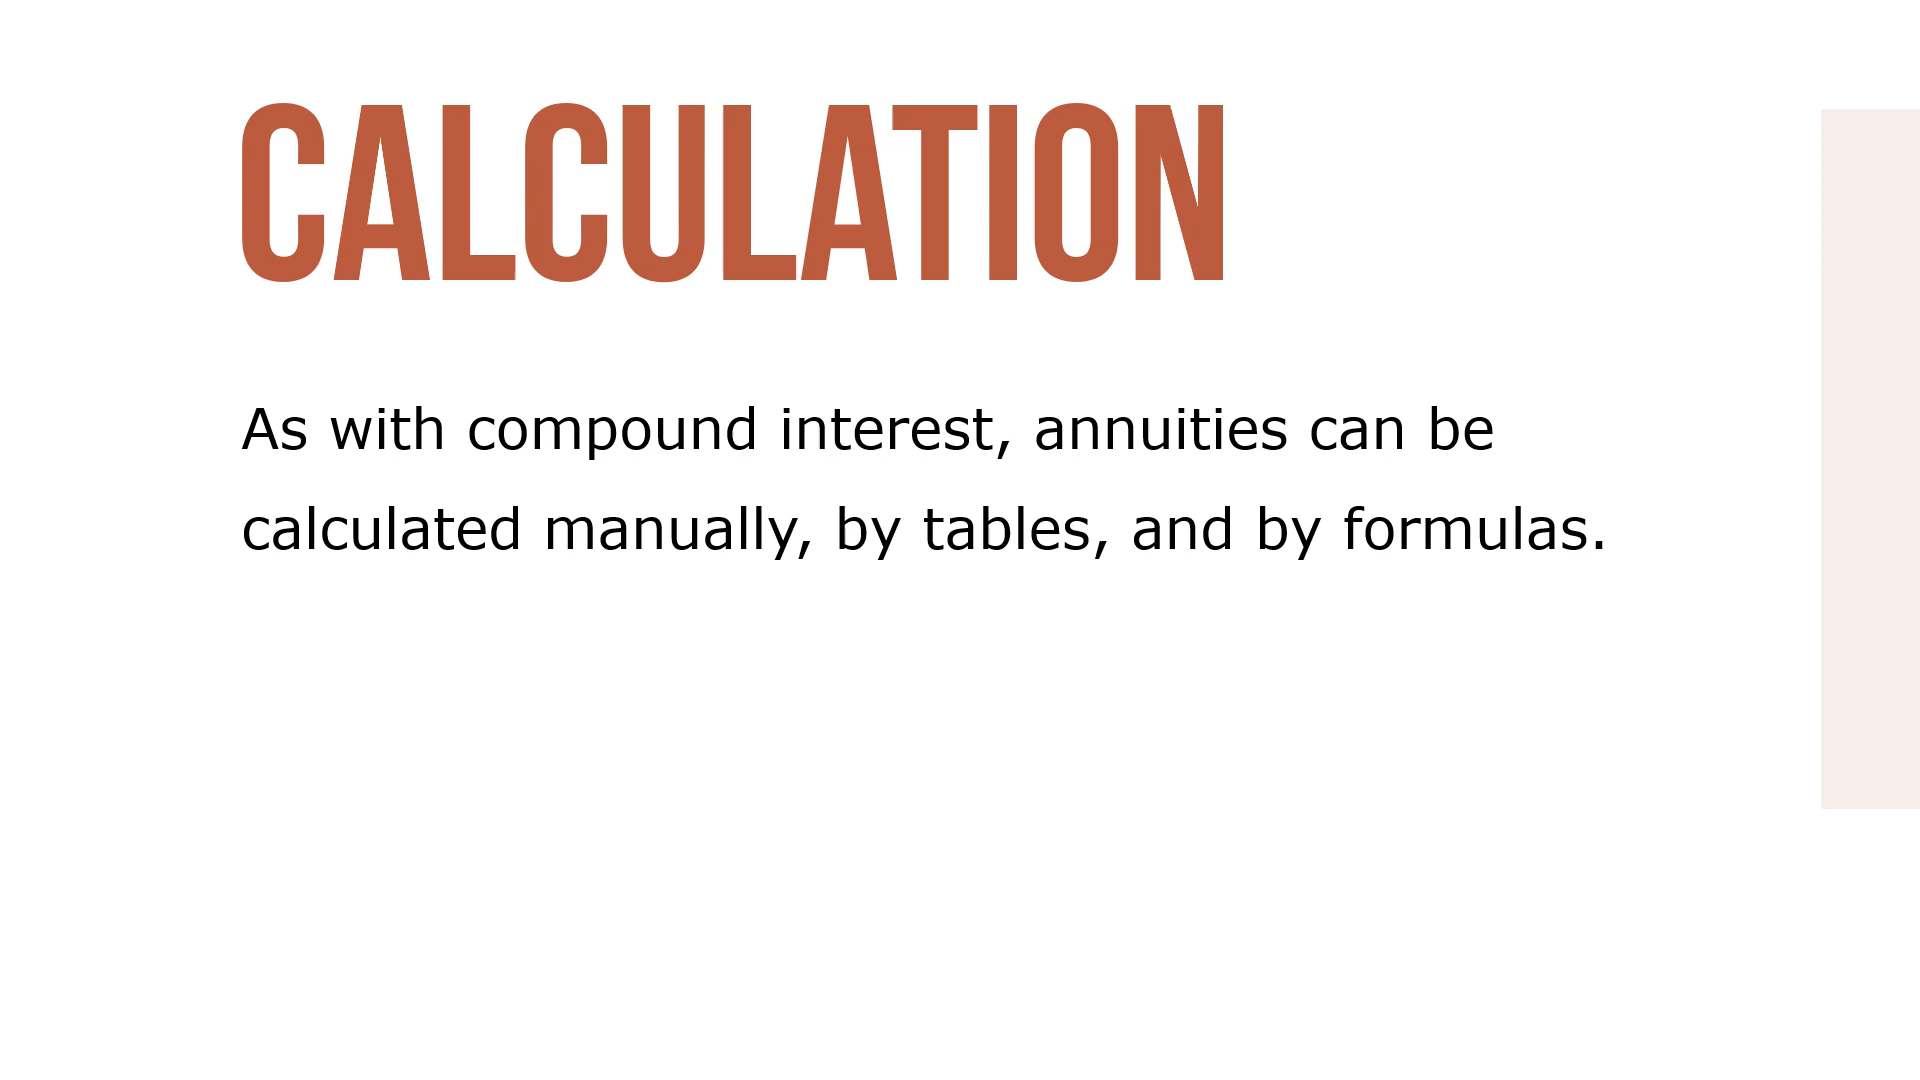 CALCULATION
As with compound interest, annuities can be
calculated manually, by tables, and by formulas.